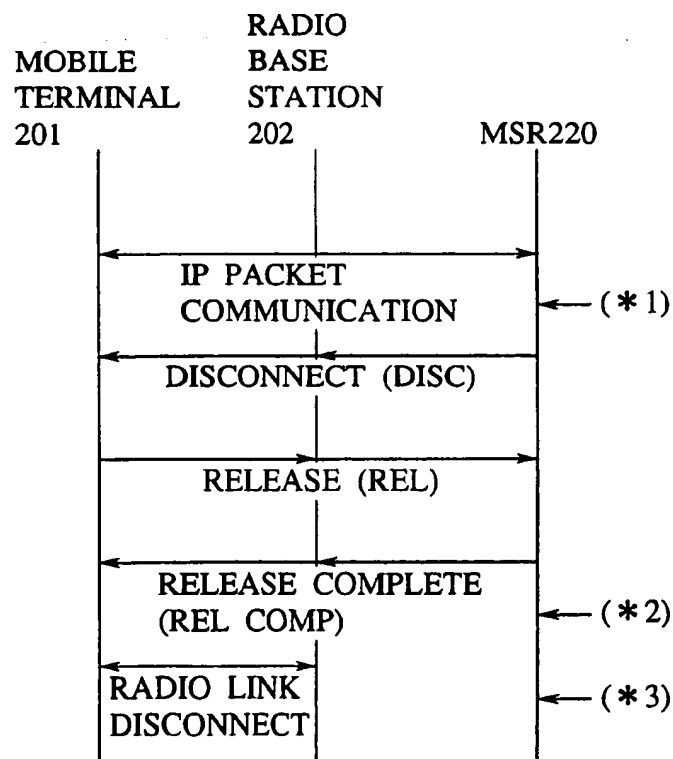 MOBILE
TERMINAL
201
RADIO
BASE
STATION
202
MSR220
IP PACKET
COMMUNICATION
(*1)
DISCONNECT (DISC)
RELEASE (REL)
RELEASE COMPLETE
(REL COMP)
(*2)
RADIO LINK
DISCONNECT
(*3)